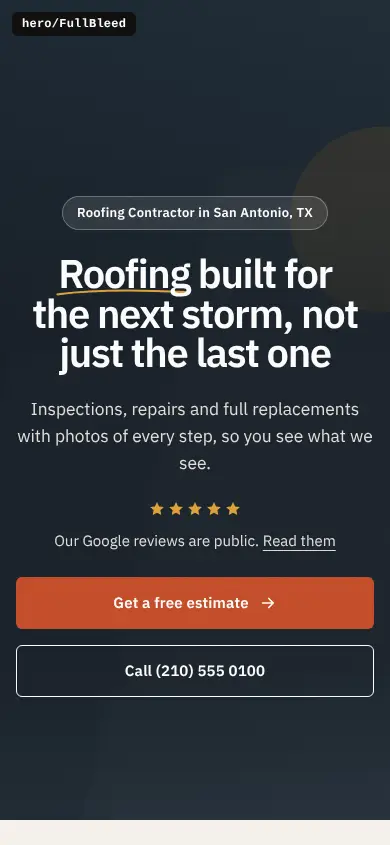 hero/FullBleed
Roofing Contractor in San Antonio, TX
Roofing built for
the next storm, not
just the last one
Inspections, repairs and full replacements
with photos of every step, so you see what we
see.
Our Google reviews are public. Read them
Get a free estimate →
Call (210) 555 0100